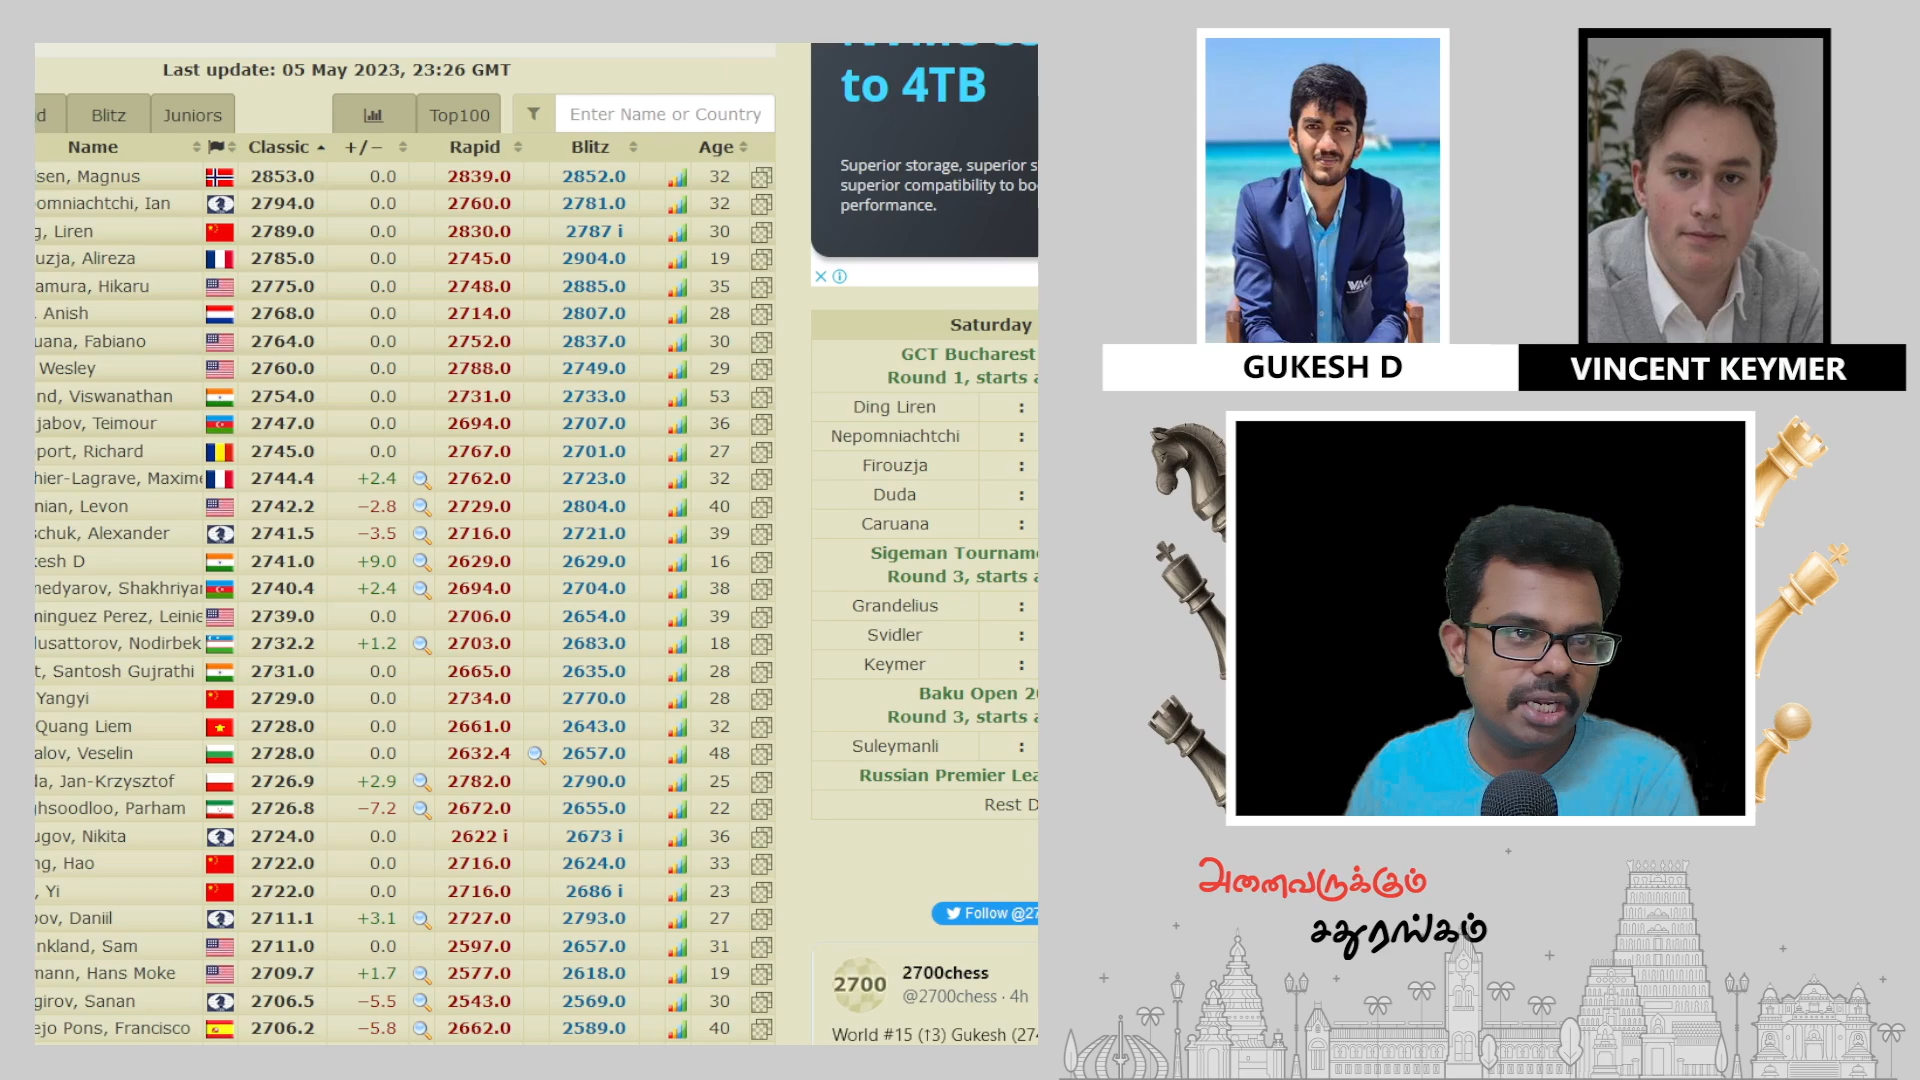 Last update: 05 May 2023, 23:26 GMT
d Blitz Juniors Top100 Enter Name or Country
Name Classic +/− Rapid Blitz Age
lsen, Magnus 2853.0 0.0 2839.0 2852.0 32
omniachtchi, Ian 2794.0 0.0 2760.0 2781.0 32
g, Liren 2789.0 0.0 2830.0 2787 i 30
uzja, Alireza 2785.0 0.0 2745.0 2904.0 19
amura, Hikaru 2775.0 0.0 2748.0 2885.0 35
, Anish 2768.0 0.0 2714.0 2807.0 28
uana, Fabiano 2764.0 0.0 2752.0 2837.0 30
Wesley 2760.0 0.0 2788.0 2749.0 29
nd, Viswanathan 2754.0 0.0 2731.0 2733.0 53
jabov, Teimour 2747.0 0.0 2694.0 2707.0 36
port, Richard 2745.0 0.0 2767.0 2701.0 27
hier-Lagrave, Maxime 2744.4 +2.4 2762.0 2723.0 32
nian, Levon 2742.2 −2.8 2729.0 2804.0 40
schuk, Alexander 2741.5 −3.5 2716.0 2721.0 39
kesh D 2741.0 +9.0 2629.0 2629.0 16
medyarov, Shakhriyar 2740.4 +2.4 2694.0 2704.0 38
minguez Perez, Leinie 2739.0 0.0 2706.0 2654.0 39
dusattorov, Nodirbek 2732.2 +1.2 2703.0 2683.0 18
t, Santosh Gujrathi 2731.0 0.0 2665.0 2635.0 28
Yangyi 2729.0 0.0 2734.0 2770.0 28
Quang Liem 2728.0 0.0 2661.0 2643.0 32
alov, Veselin 2728.0 0.0 2632.4 2657.0 48
da, Jan-Krzysztof 2726.9 +2.9 2782.0 2790.0 25
ghsoodloo, Parham 2726.8 −7.2 2672.0 2655.0 22
ugov, Nikita 2724.0 0.0 2622 i 2673 i 36
ng, Hao 2722.0 0.0 2716.0 2624.0 33
, Yi 2722.0 0.0 2716.0 2686 i 23
bov, Daniil 2711.1 +3.1 2727.0 2793.0 27
nkland, Sam 2711.0 0.0 2597.0 2657.0 31
mann, Hans Moke 2709.7 +1.7 2577.0 2618.0 19
girov, Sanan 2706.5 −5.5 2543.0 2569.0 30
ejo Pons, Francisco 2706.2 −5.8 2662.0 2589.0 40
to 4TB
Superior storage, superior s
superior compatibility to bo
performance.
Saturday
GCT Bucharest
Round 1, starts a
Ding Liren :
Nepomniachtchi :
Firouzja :
Duda :
Caruana :
Sigeman Tourname
Round 3, starts a
Grandelius :
Svidler :
Keymer :
Baku Open 20
Round 3, starts a
Suleymanli :
Russian Premier Lea
Rest D
Follow @27
2700
2700chess
@2700chess · 4h
World #15 (↑3) Gukesh (274
VAC
GUKESH D
VINCENT KEYMER
அனைவருக்கும்
சதுரங்கம்